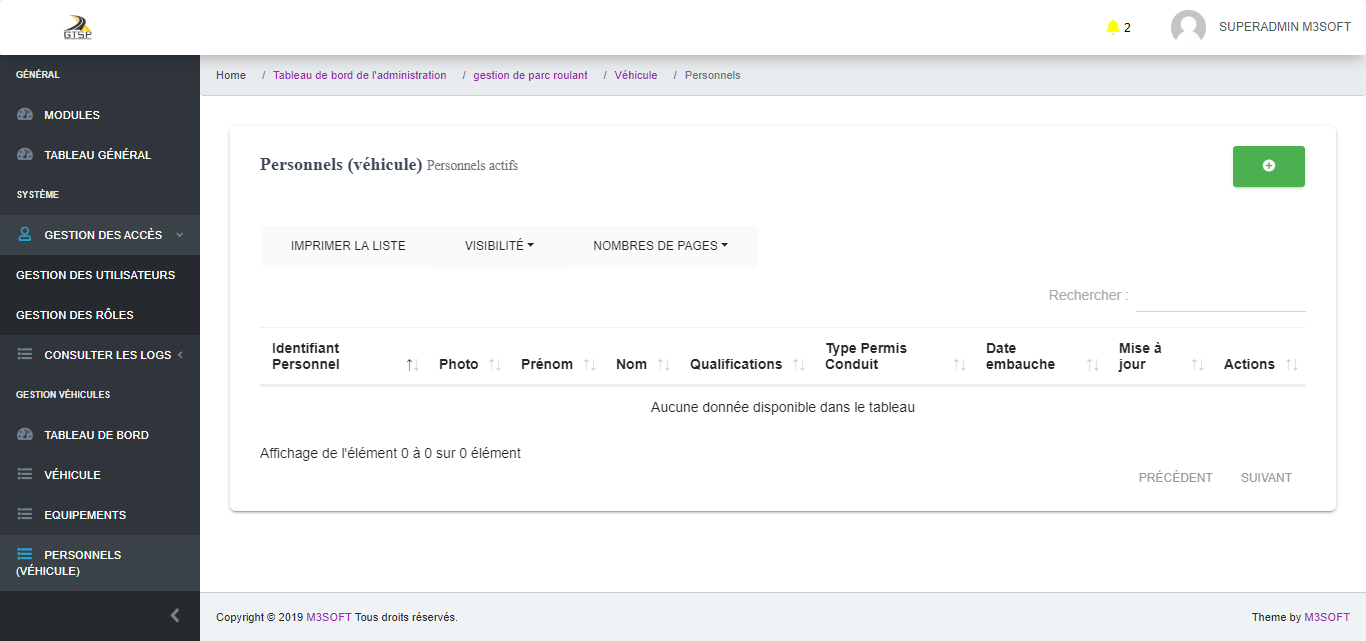 GTSP
2
SUPERADMIN M3SOFT
GÉNÉRAL
MODULES
TABLEAU GÉNÉRAL
SYSTÈME
GESTION DES ACCÈS
GESTION DES UTILISATEURS
GESTION DES RÔLES
CONSULTER LES LOGS
GESTION VÉHICULES
TABLEAU DE BORD
VÉHICULE
EQUIPEMENTS
PERSONNELS
(VÉHICULE)
Home / Tableau de bord de l'administration / gestion de parc roulant / Véhicule / Personnels
Personnels (véhicule) Personnels actifs
IMPRIMER LA LISTE VISIBILITÉ NOMBRES DE PAGES
Rechercher :
Identifiant Personnel Photo Prénom Nom Qualifications Type Permis Conduit Date embauche Mise à jour Actions
Aucune donnée disponible dans le tableau
Affichage de l'élément 0 à 0 sur 0 élément
PRÉCÉDENT SUIVANT
Copyright © 2019 M3SOFT Tous droits réservés.
Theme by M3SOFT